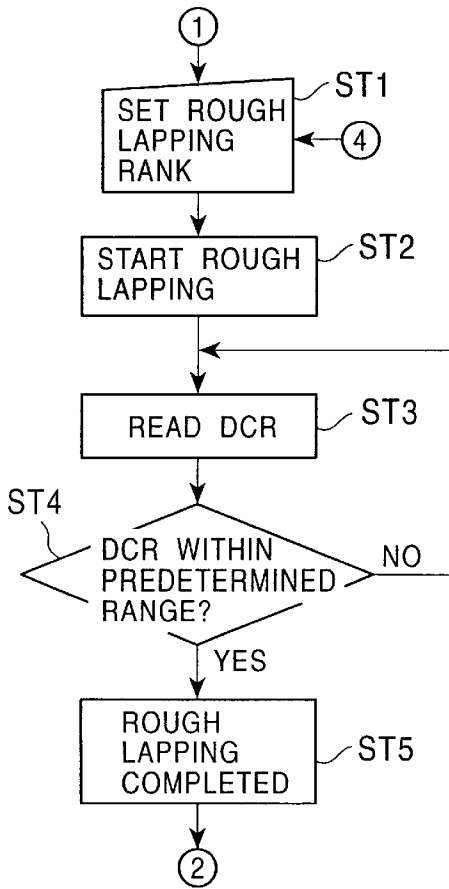 1
ST1
SET ROUGH
LAPPING
RANK
4
ST2
START ROUGH
LAPPING
READ DCR
ST3
ST4
DCR WITHIN
PREDETERMINED
RANGE?
NO
YES
ROUGH
LAPPING
COMPLETED
ST5
2